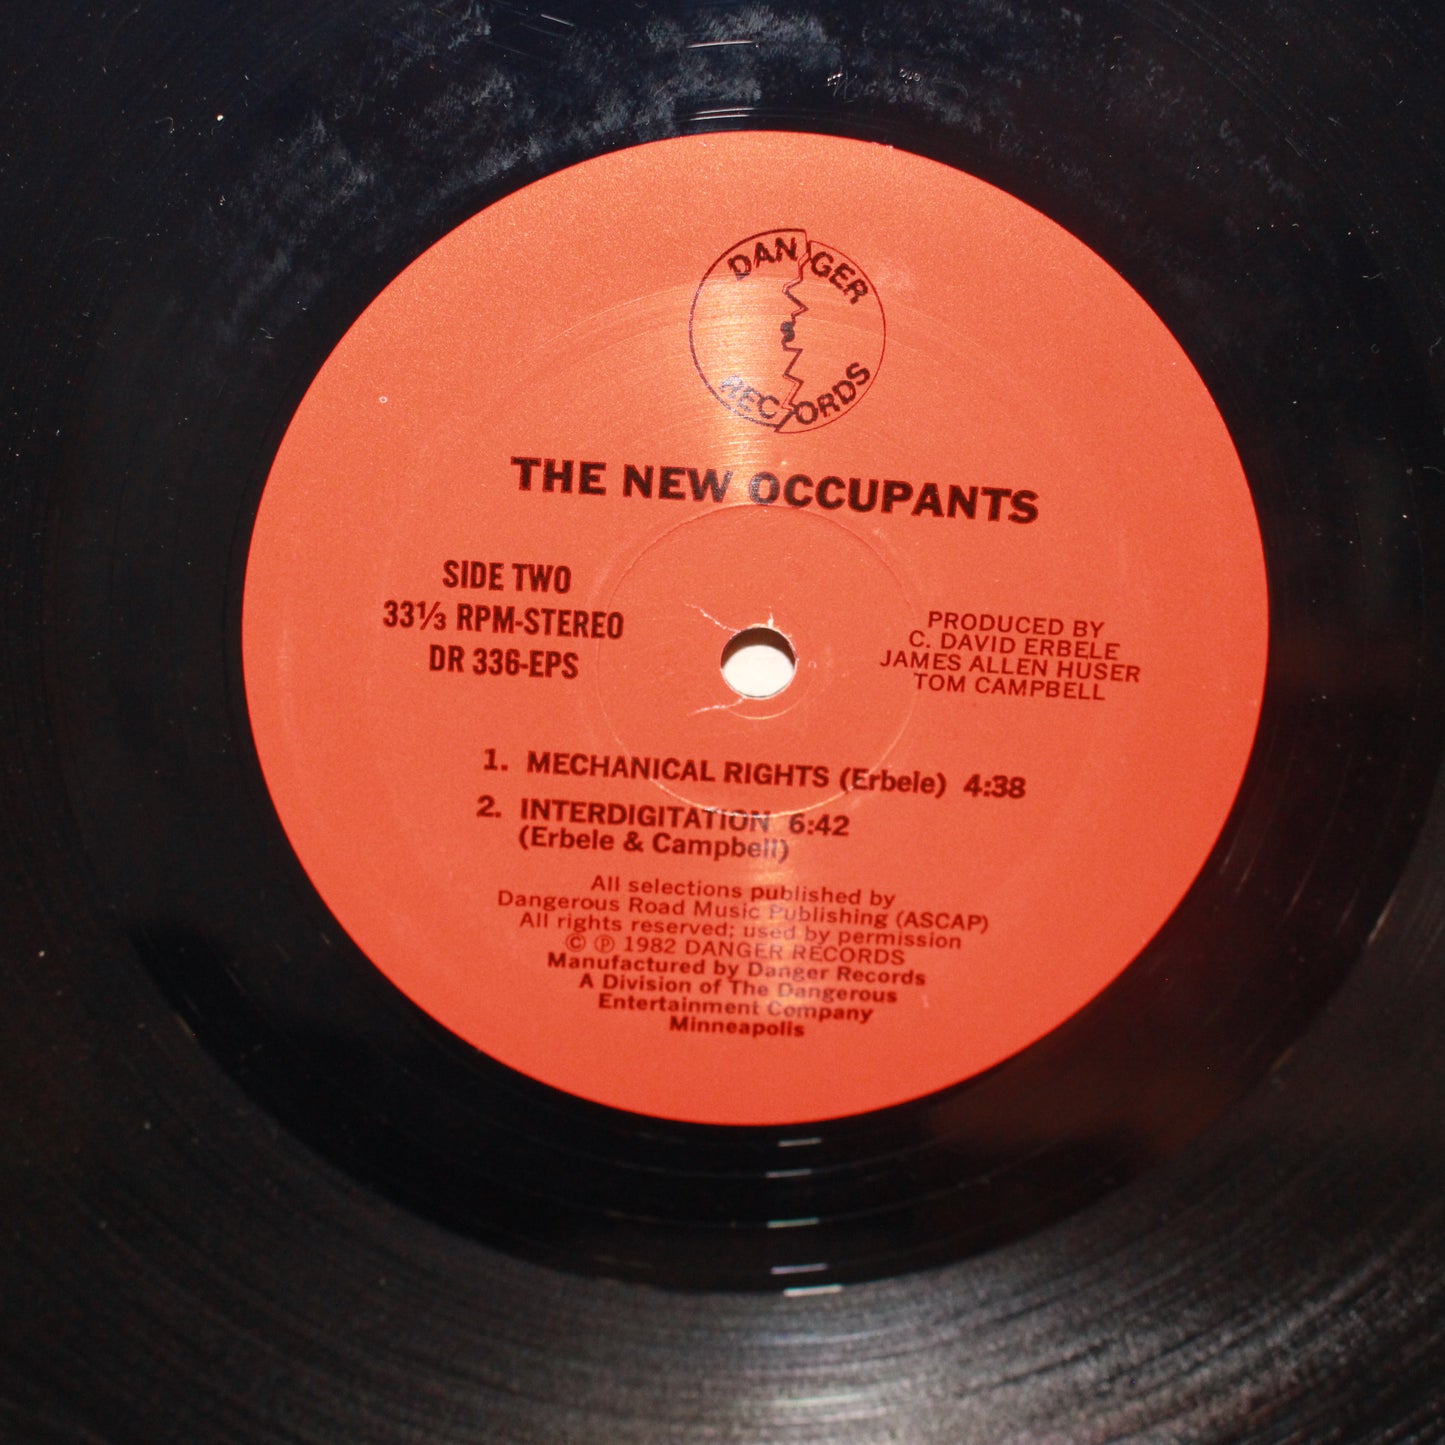 DANGER
RECORDS
THE NEW OCCUPANTS
SIDE TWO
33⅓ RPM-STEREO
DR 336-EPS
PRODUCED BY
C. DAVID ERBELE
JAMES ALLEN HUSER
TOM CAMPBELL
1. MECHANICAL RIGHTS (Erbele) 4:38
2. INTERDIGITATION 6:42
(Erbele & Campbell)
All selections published by
Dangerous Road Music Publishing (ASCAP)
All rights reserved; used by permission
© ℗ 1982 DANGER RECORDS
Manufactured by Danger Records
A Division of The Dangerous
Entertainment Company
Minneapolis